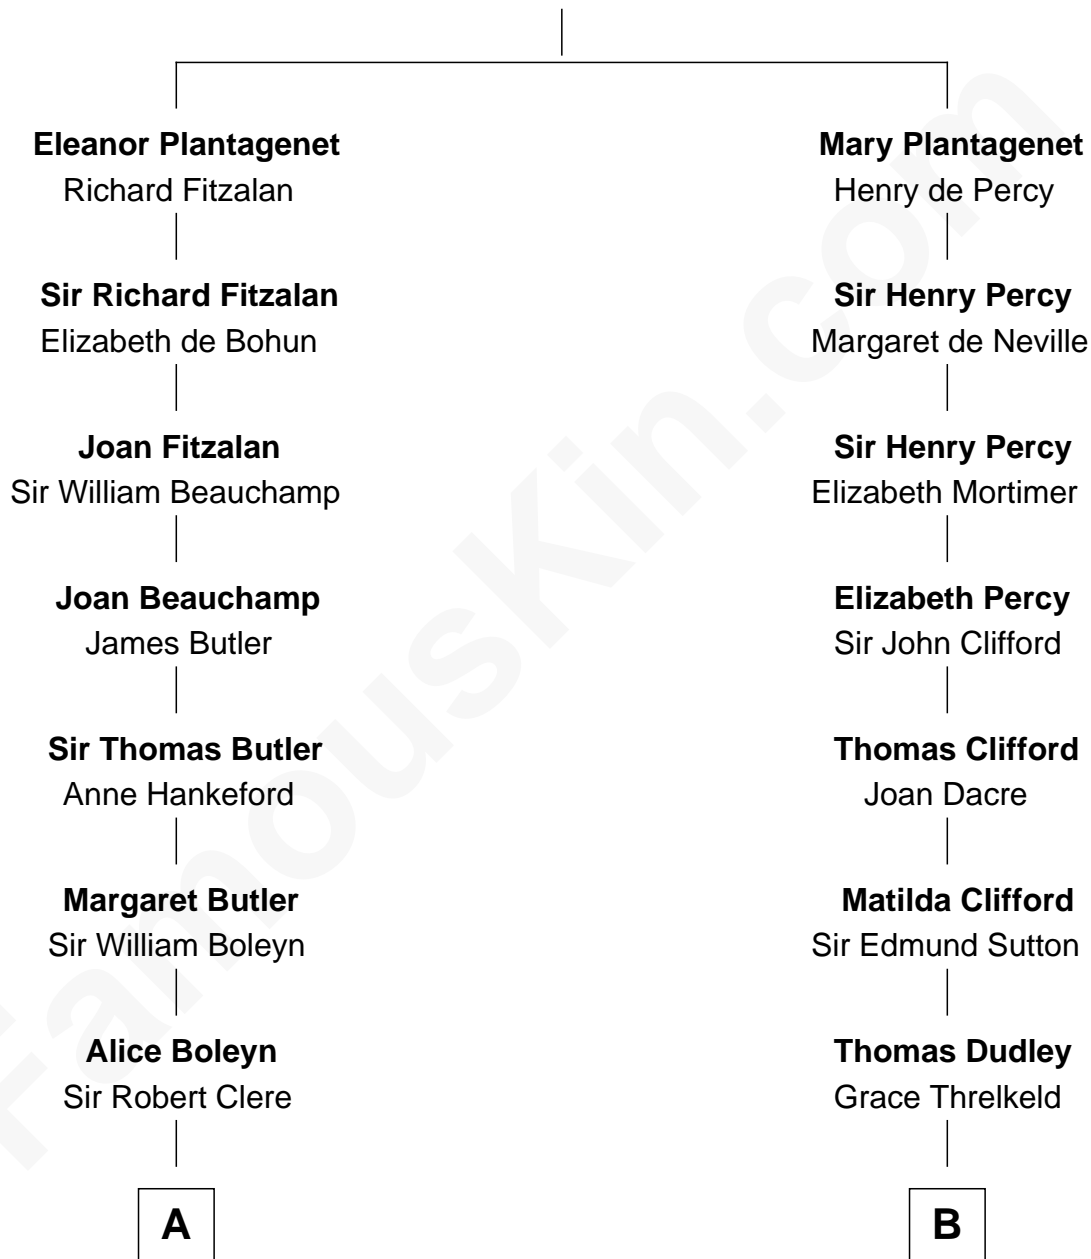 Eleanor Plantagenet
Richard Fitzalan
Sir Richard Fitzalan
Elizabeth de Bohun
Joan Fitzalan
Sir William Beauchamp
Joan Beauchamp
James Butler
Sir Thomas Butler
Anne Hankeford
Margaret Butler
Sir William Boleyn
Alice Boleyn
Sir Robert Clere
A
Mary Plantagenet
Henry de Percy
Sir Henry Percy
Margaret de Neville
Sir Henry Percy
Elizabeth Mortimer
Elizabeth Percy
Sir John Clifford
Thomas Clifford
Joan Dacre
Matilda Clifford
Sir Edmund Sutton
Thomas Dudley
Grace Threlkeld
B
FamousKin.com